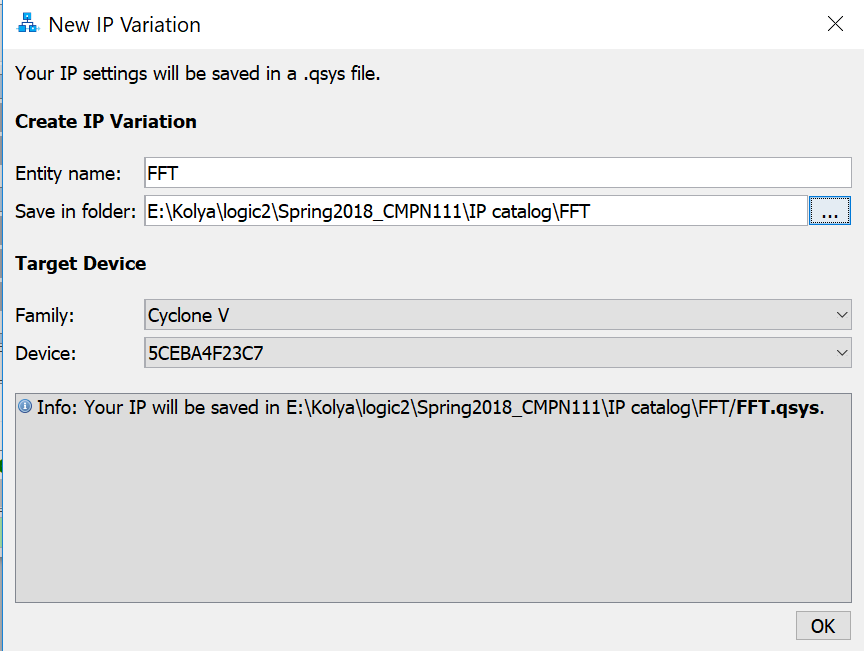 New IP Variation
Your IP settings will be saved in a .qsys file.
Create IP Variation
Entity name: FFT
Save in folder: E:\Kolya\logic2\Spring2018_CMPN111\IP catalog\FFT ...
Target Device
Family: Cyclone V
Device: 5CEBA4F23C7
Info: Your IP will be saved in E:\Kolya\logic2\Spring2018_CMPN111\IP catalog\FFT/FFT.qsys.
OK